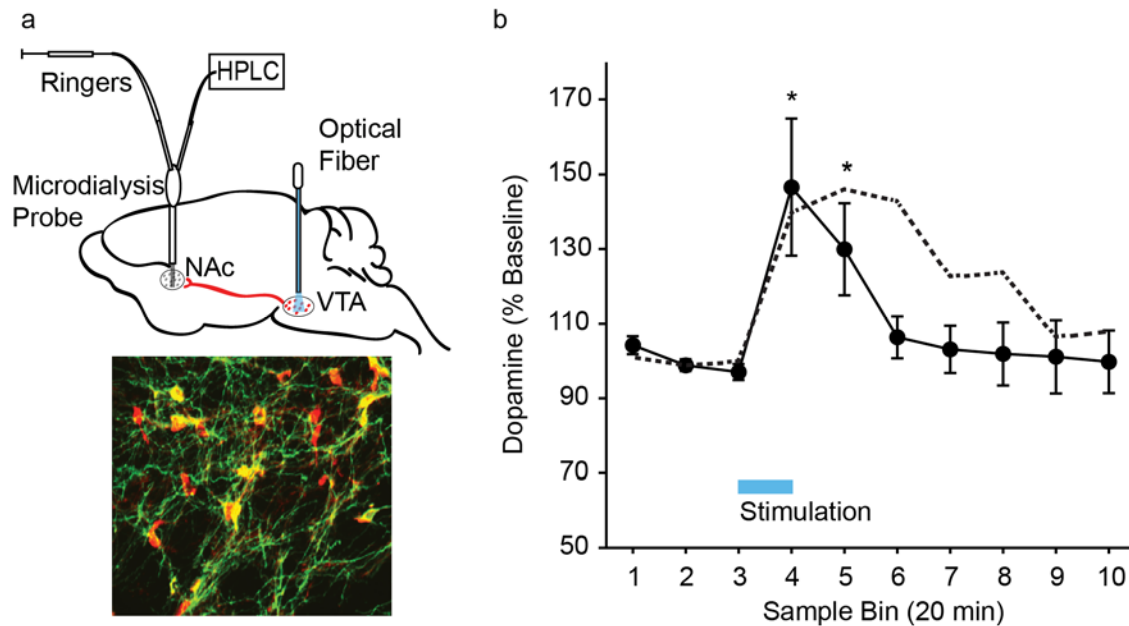 a
Ringers
HPLC
Optical
Fiber
Microdialysis
Probe
NAc
VTA
b
Dopamine (% Baseline)
170
150
130
110
90
70
50
*
*
Stimulation
1 2 3 4 5 6 7 8 9 10
Sample Bin (20 min)